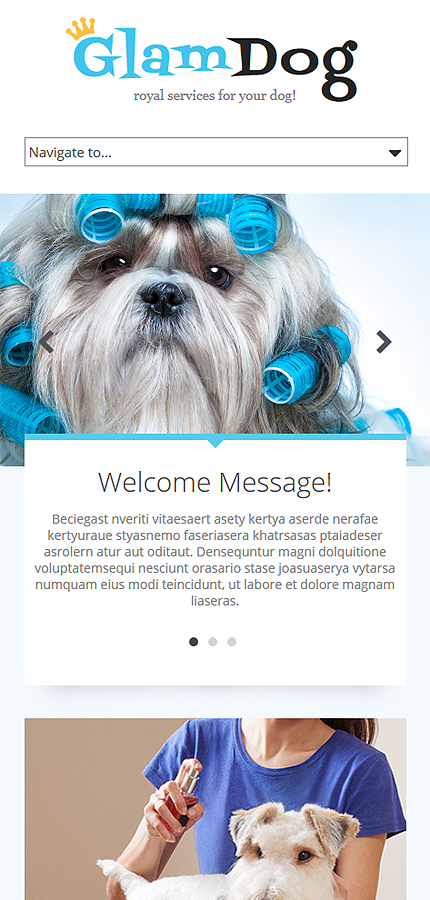 GlamDog
royal services for your dog!
Navigate to...
Welcome Message!
Beciegast nveriti vitaesaert asety kertya aserde nerafae
kertyuraue styasnemo faseriasera khatrsasas ptaiadeser
asrolern atur aut oditaut. Densequntur magni dolquitione
voluptatemsequi nesciunt orasario stase joasuaserya vytarsa
numquam eius modi teincidunt, ut labore et dolore magnam
liaseras.